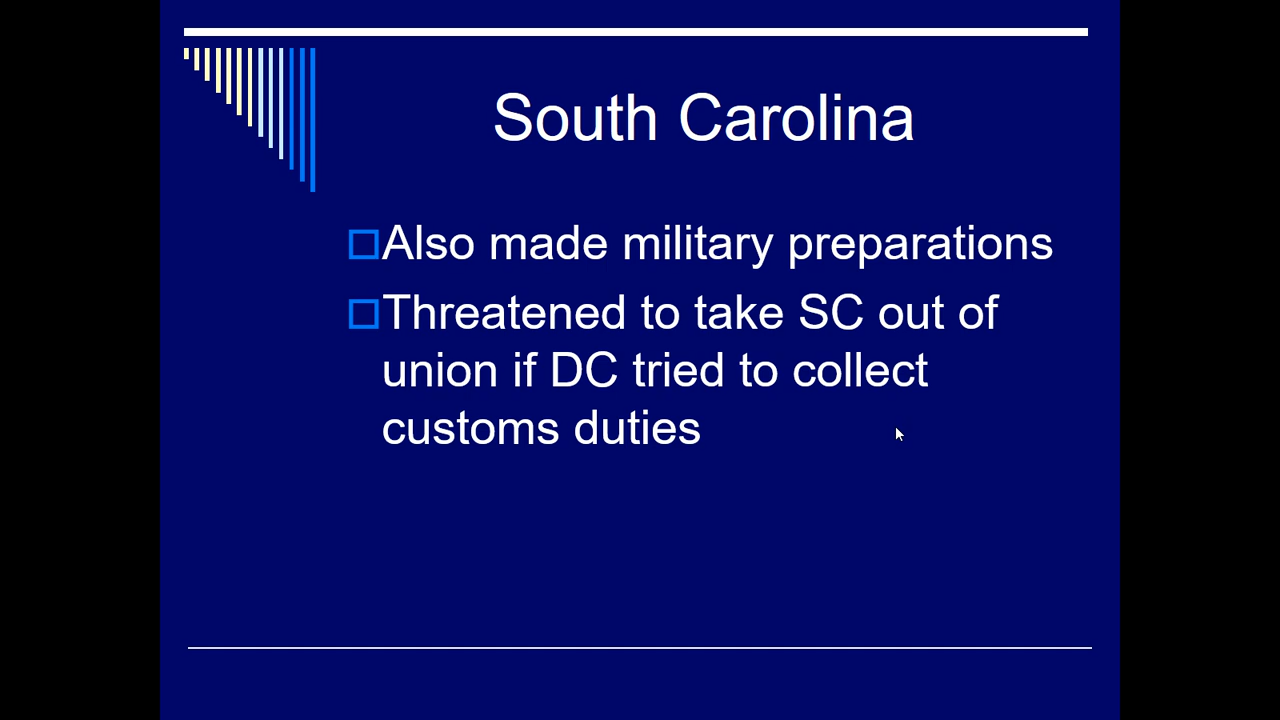 South Carolina
Also made military preparations
Threatened to take SC out of
union if DC tried to collect
customs duties